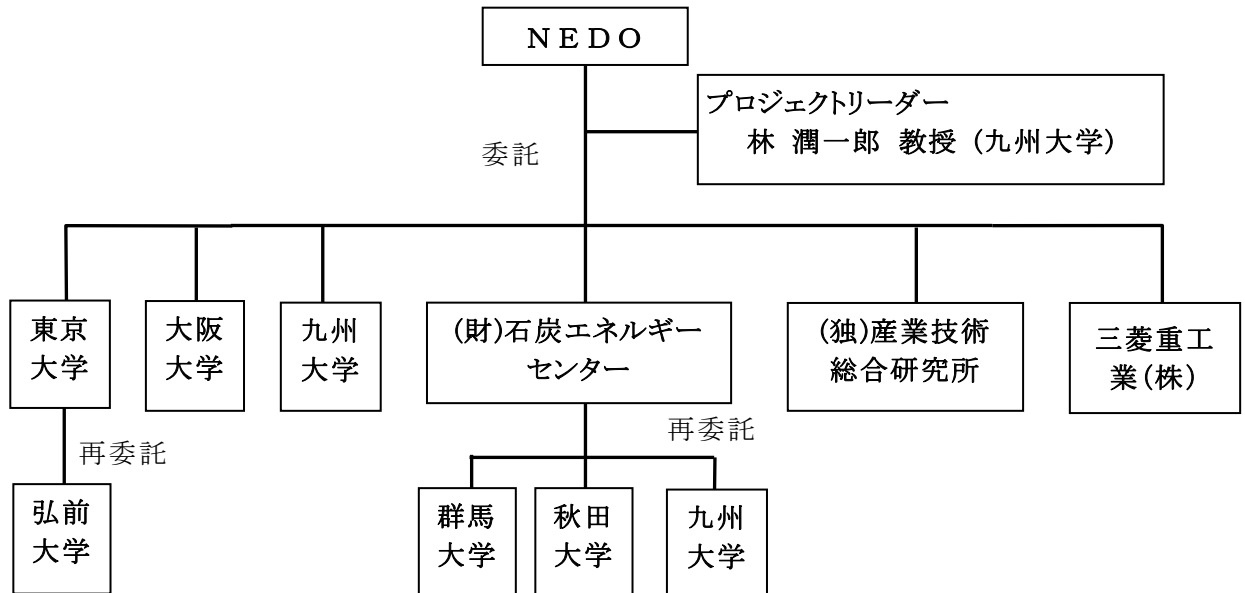 NEDO
プロジェクトリーダー
林 潤一郎 教授 (九州大学)
委託
東京
大学
大阪
大学
九州
大学
(財)石炭エネルギー
センター
(独)産業技術
総合研究所
三菱重工
業(株)
再委託
再委託
弘前
大学
群馬
大学
秋田
大学
九州
大学